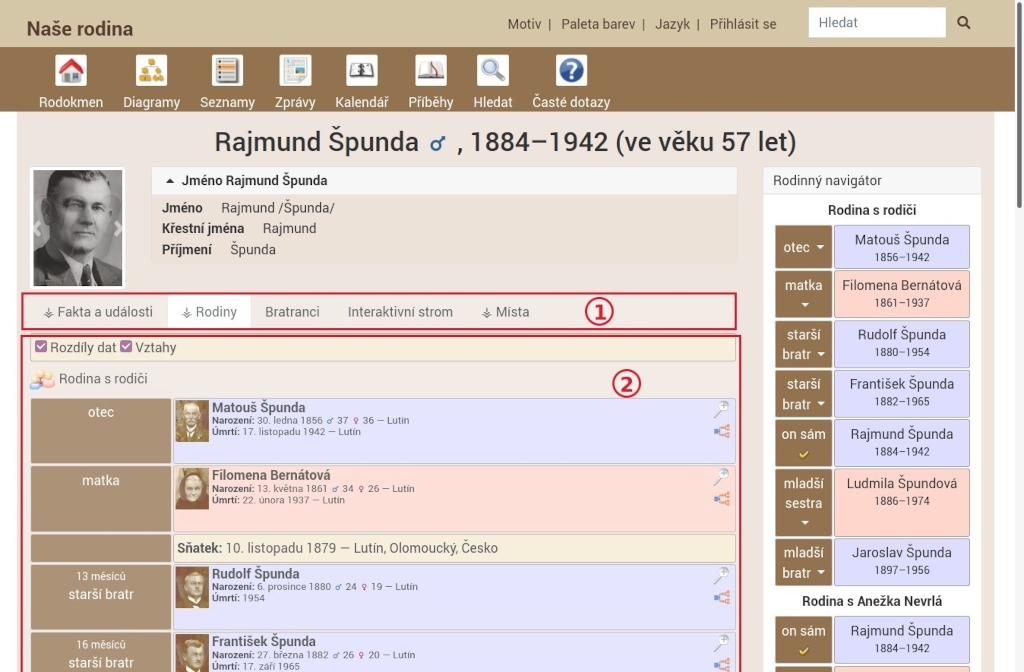 Naše rodina
Motiv | Paleta barev | Jazyk | Přihlásit se
Hledat
Rodokmen Diagramy Seznamy Zprávy Kalendář Příběhy Hledat Časté dotazy
Rajmund Špunda ♂ , 1884–1942 (ve věku 57 let)
Jméno Rajmund Špunda
Jméno Rajmund /Špunda/
Křestní jména Rajmund
Příjmení Špunda
Fakta a události Rodiny Bratranci Interaktivní strom Místa ①
Rozdíly dat Vztahy
Rodina s rodiči
②
otec
Matouš Špunda
Narození: 30. ledna 1856 ♂ 37 ♀ 36 — Lutín
Úmrtí: 17. listopadu 1942 — Lutín
matka
Filomena Bernátová
Narození: 13. května 1861 ♂ 34 ♀ 26 — Lutín
Úmrtí: 22. února 1937 — Lutín
Sňatek: 10. listopadu 1879 — Lutín, Olomoucký, Česko
13 měsíců
starší bratr
Rudolf Špunda
Narození: 6. prosince 1880 ♂ 24 ♀ 19 — Lutín
Úmrtí: 1954
16 měsíců
starší bratr
František Špunda
Narození: 27. března 1882 ♂ 26 ♀ 20 — Lutín
Úmrtí: 17. září 1965
Rodinný navigátor
Rodina s rodiči
otec
Matouš Špunda
1856–1942
matka
Filomena Bernátová
1861–1937
starší
bratr
Rudolf Špunda
1880–1954
starší
bratr
František Špunda
1882–1965
on sám
Rajmund Špunda
1884–1942
mladší
sestra
Ludmila Špundová
1886–1974
mladší
bratr
Jaroslav Špunda
1897–1956
Rodina s Anežka Nevrlá
on sám
Rajmund Špunda
1884–1942